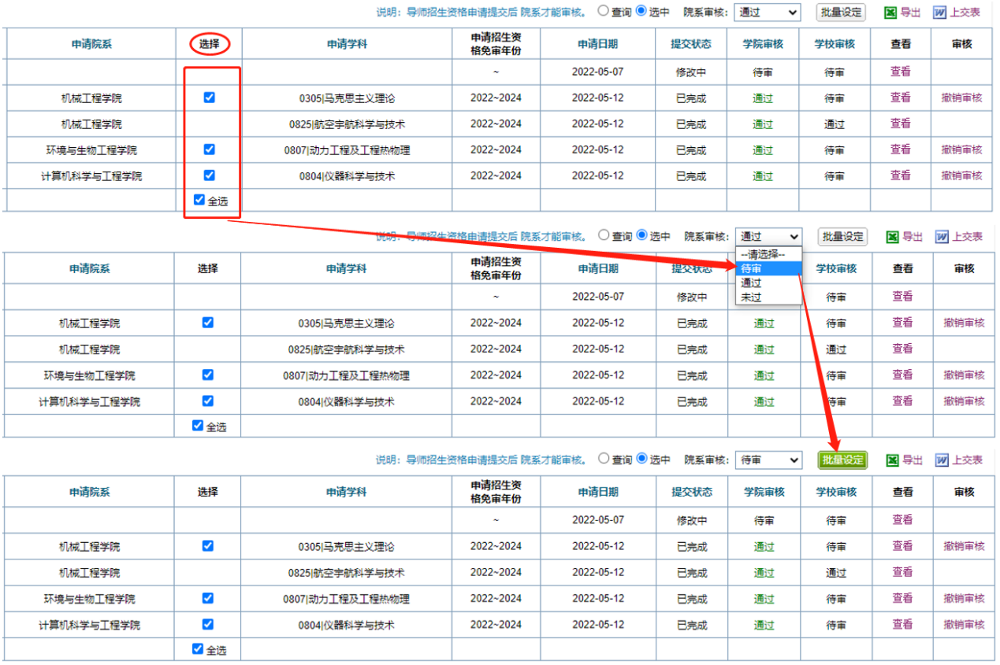 说明：导师招生资格申请提交后 院系才能审核。 查询 选中 院系审核： 通过 批量设定 导出 上交表
申请院系 选择 申请学科 申请招生资格免审年份 申请日期 提交状态 学院审核 学校审核 查看 审核
~ 2022-05-07 修改中 待审 待审 查看
机械工程学院 0305|马克思主义理论 2022~2024 2022-05-12 已完成 通过 待审 查看 撤销审核
机械工程学院 0825|航空宇航科学与技术 2022~2024 2022-05-12 已完成 通过 通过 查看
环境与生物工程学院 0807|动力工程及工程热物理 2022~2024 2022-05-12 已完成 通过 待审 查看 撤销审核
计算机科学与工程学院 0804|仪器科学与技术 2022~2024 2022-05-12 已完成 通过 待审 查看 撤销审核
全选
说明：导师招生资格申请提交后 院系才能审核。 查询 选中 院系审核： 通过 批量设定 导出 上交表
--请选择--
待审
通过
未过
申请院系 选择 申请学科 申请招生资格免审年份 申请日期 提交状态 学校审核 查看 审核
~ 2022-05-07 修改中 待审 查看
机械工程学院 0305|马克思主义理论 2022~2024 2022-05-12 已完成 通过 待审 查看 撤销审核
机械工程学院 0825|航空宇航科学与技术 2022~2024 2022-05-12 已完成 通过 通过 查看
环境与生物工程学院 0807|动力工程及工程热物理 2022~2024 2022-05-12 已完成 通过 待审 查看 撤销审核
计算机科学与工程学院 0804|仪器科学与技术 2022~2024 2022-05-12 已完成 通过 待审 查看 撤销审核
全选
说明：导师招生资格申请提交后 院系才能审核。 查询 选中 院系审核： 待审 批量设定 导出 上交表
申请院系 选择 申请学科 申请招生资格免审年份 申请日期 提交状态 学院审核 学校审核 查看 审核
~ 2022-05-07 修改中 待审 待审 查看
机械工程学院 0305|马克思主义理论 2022~2024 2022-05-12 已完成 通过 待审 查看 撤销审核
机械工程学院 0825|航空宇航科学与技术 2022~2024 2022-05-12 已完成 通过 通过 查看
环境与生物工程学院 0807|动力工程及工程热物理 2022~2024 2022-05-12 已完成 通过 待审 查看 撤销审核
计算机科学与工程学院 0804|仪器科学与技术 2022~2024 2022-05-12 已完成 通过 待审 查看 撤销审核
全选